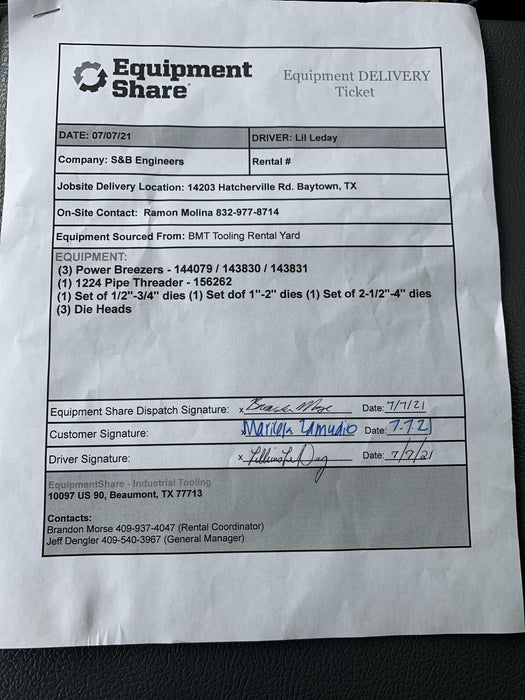 Equipment
Share
Equipment DELIVERY
Ticket
DATE: 07/07/21
DRIVER: Lil Leday
Company: S&B Engineers
Rental #
Jobsite Delivery Location: 14203 Hatcherville Rd. Baytown, TX
On-Site Contact: Ramon Molina 832-977-8714
Equipment Sourced From: BMT Tooling Rental Yard
EQUIPMENT:
(3) Power Breezers - 144079 / 143830 / 143831
(1) 1224 Pipe Threader - 156262
(1) Set of 1/2"-3/4" dies (1) Set dof 1"-2" dies (1) Set of 2-1/2"-4" dies
(3) Die Heads
Equipment Share Dispatch Signature: x Date: 7/7/21
Customer Signature: x Zamudio Date: 7.7.21
Driver Signature: x Date: 7/7/21
EquipmentShare - Industrial Tooling
10097 US 90, Beaumont, TX 77713
Contacts:
Brandon Morse 409-937-4047 (Rental Coordinator)
Jeff Dengler 409-540-3967 (General Manager)